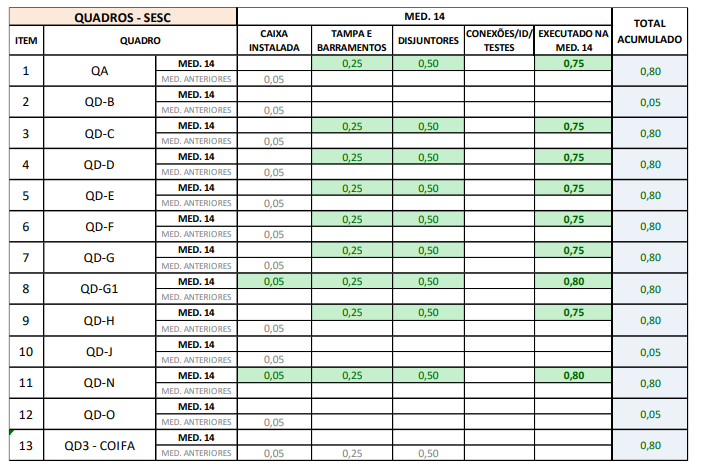 QUADROS - SESC MED. 14 TOTAL ACUMULADO
ITEM QUADRO CAIXA INSTALADA TAMPA E BARRAMENTOS DISJUNTORES CONEXÕES/ID/ TESTES EXECUTADO NA MED. 14
1 QA MED. 14 0,25 0,50 0,75 0,80
MED. ANTERIORES 0,05
2 QD-B MED. 14 0,05
MED. ANTERIORES 0,05
3 QD-C MED. 14 0,25 0,50 0,75 0,80
MED. ANTERIORES 0,05
4 QD-D MED. 14 0,25 0,50 0,75 0,80
MED. ANTERIORES 0,05
5 QD-E MED. 14 0,25 0,50 0,75 0,80
MED. ANTERIORES 0,05
6 QD-F MED. 14 0,25 0,50 0,75 0,80
MED. ANTERIORES 0,05
7 QD-G MED. 14 0,25 0,50 0,75 0,80
MED. ANTERIORES 0,05
8 QD-G1 MED. 14 0,05 0,25 0,50 0,80 0,80
MED. ANTERIORES
9 QD-H MED. 14 0,25 0,50 0,75 0,80
MED. ANTERIORES 0,05
10 QD-J MED. 14 0,05
MED. ANTERIORES 0,05
11 QD-N MED. 14 0,05 0,25 0,50 0,80 0,80
MED. ANTERIORES
12 QD-O MED. 14 0,05
MED. ANTERIORES 0,05
13 QD3 - COIFA MED. 14 0,80
MED. ANTERIORES 0,05 0,25 0,50